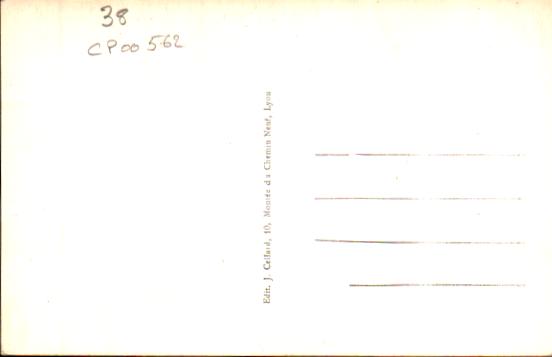 38
CP00562
Edit. J. Cellard, 10, Montée du Chemin Neuf, Lyon